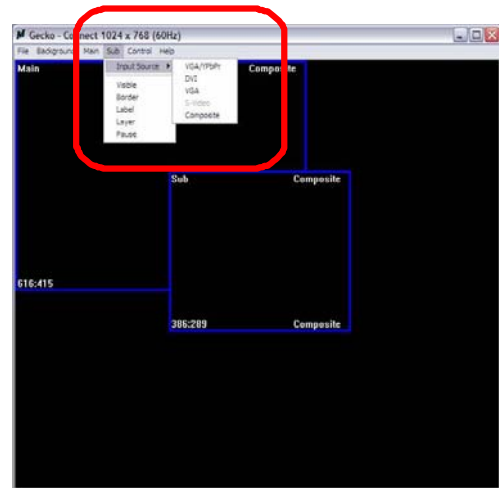 Gecko - Connect 1024 x 768 (60Hz)
File Background Main Sub Control Help
Main
Composite
Input Source
Visible
Border
Label
Layer
Pause
VGA/YPbPr
DVI
VGA
S-Video
Composite
Sub Composite
616:415
386:289 Composite